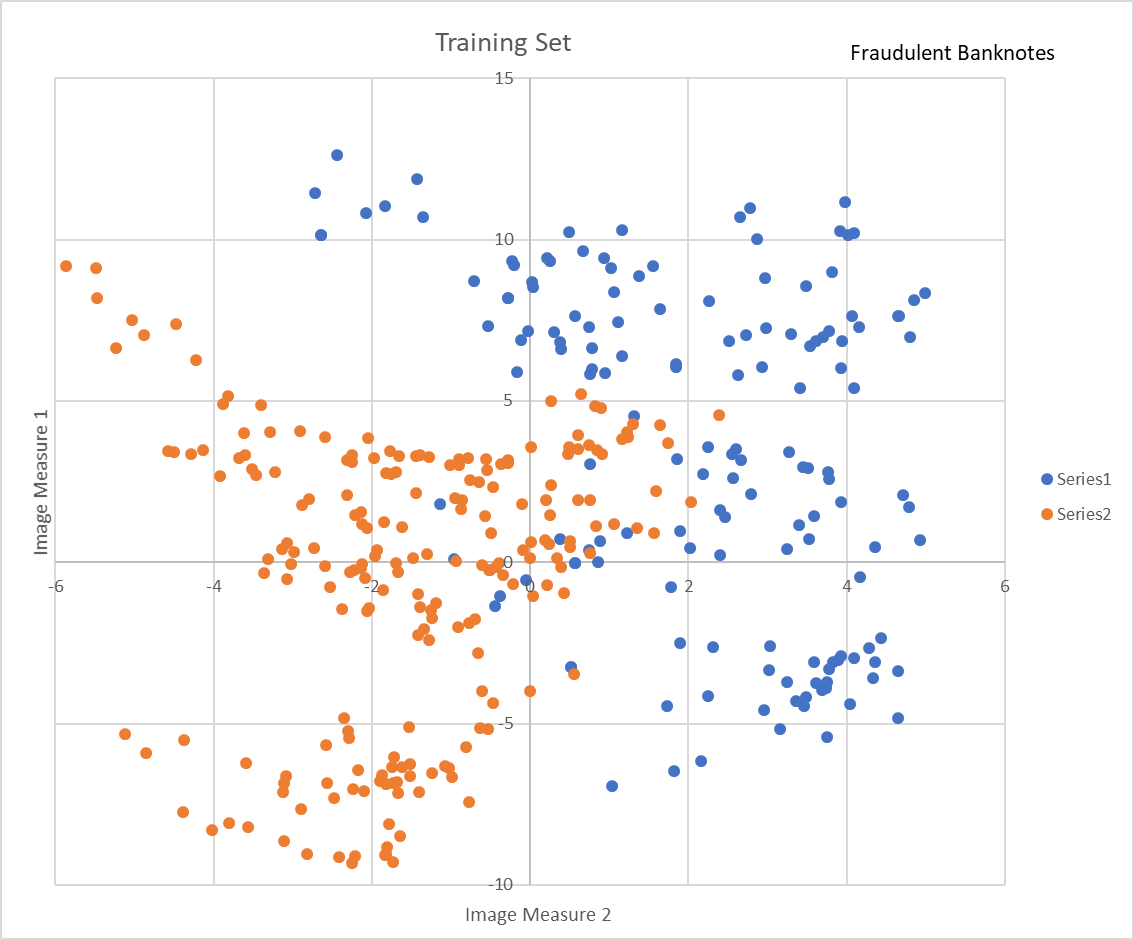 Training Set
Fraudulent Banknotes
15
10
5
0
-5
-10
-6
-4
-2
0
2
4
6
Image Measure 1
Image Measure 2
Series1
Series2